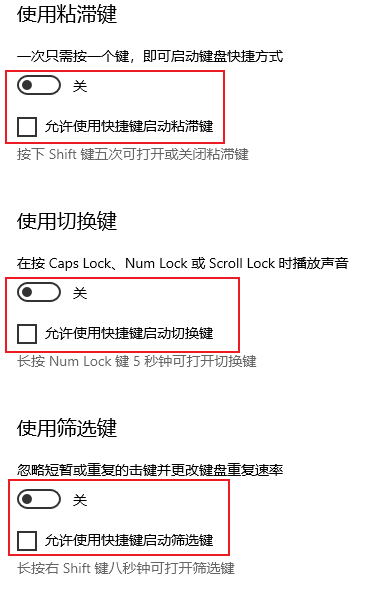 使用粘滞键
一次只需按一个键，即可启动键盘快捷方式
关
允许使用快捷键启动粘滞键
按下 Shift 键五次可打开或关闭粘滞键
使用切换键
在按 Caps Lock、Num Lock 或 Scroll Lock 时播放声音
关
允许使用快捷键启动切换键
长按 Num Lock 键 5 秒钟可打开切换键
使用筛选键
忽略短暂或重复的击键并更改键盘重复速率
关
允许使用快捷键启动筛选键
长按右 Shift 键八秒钟可打开筛选键